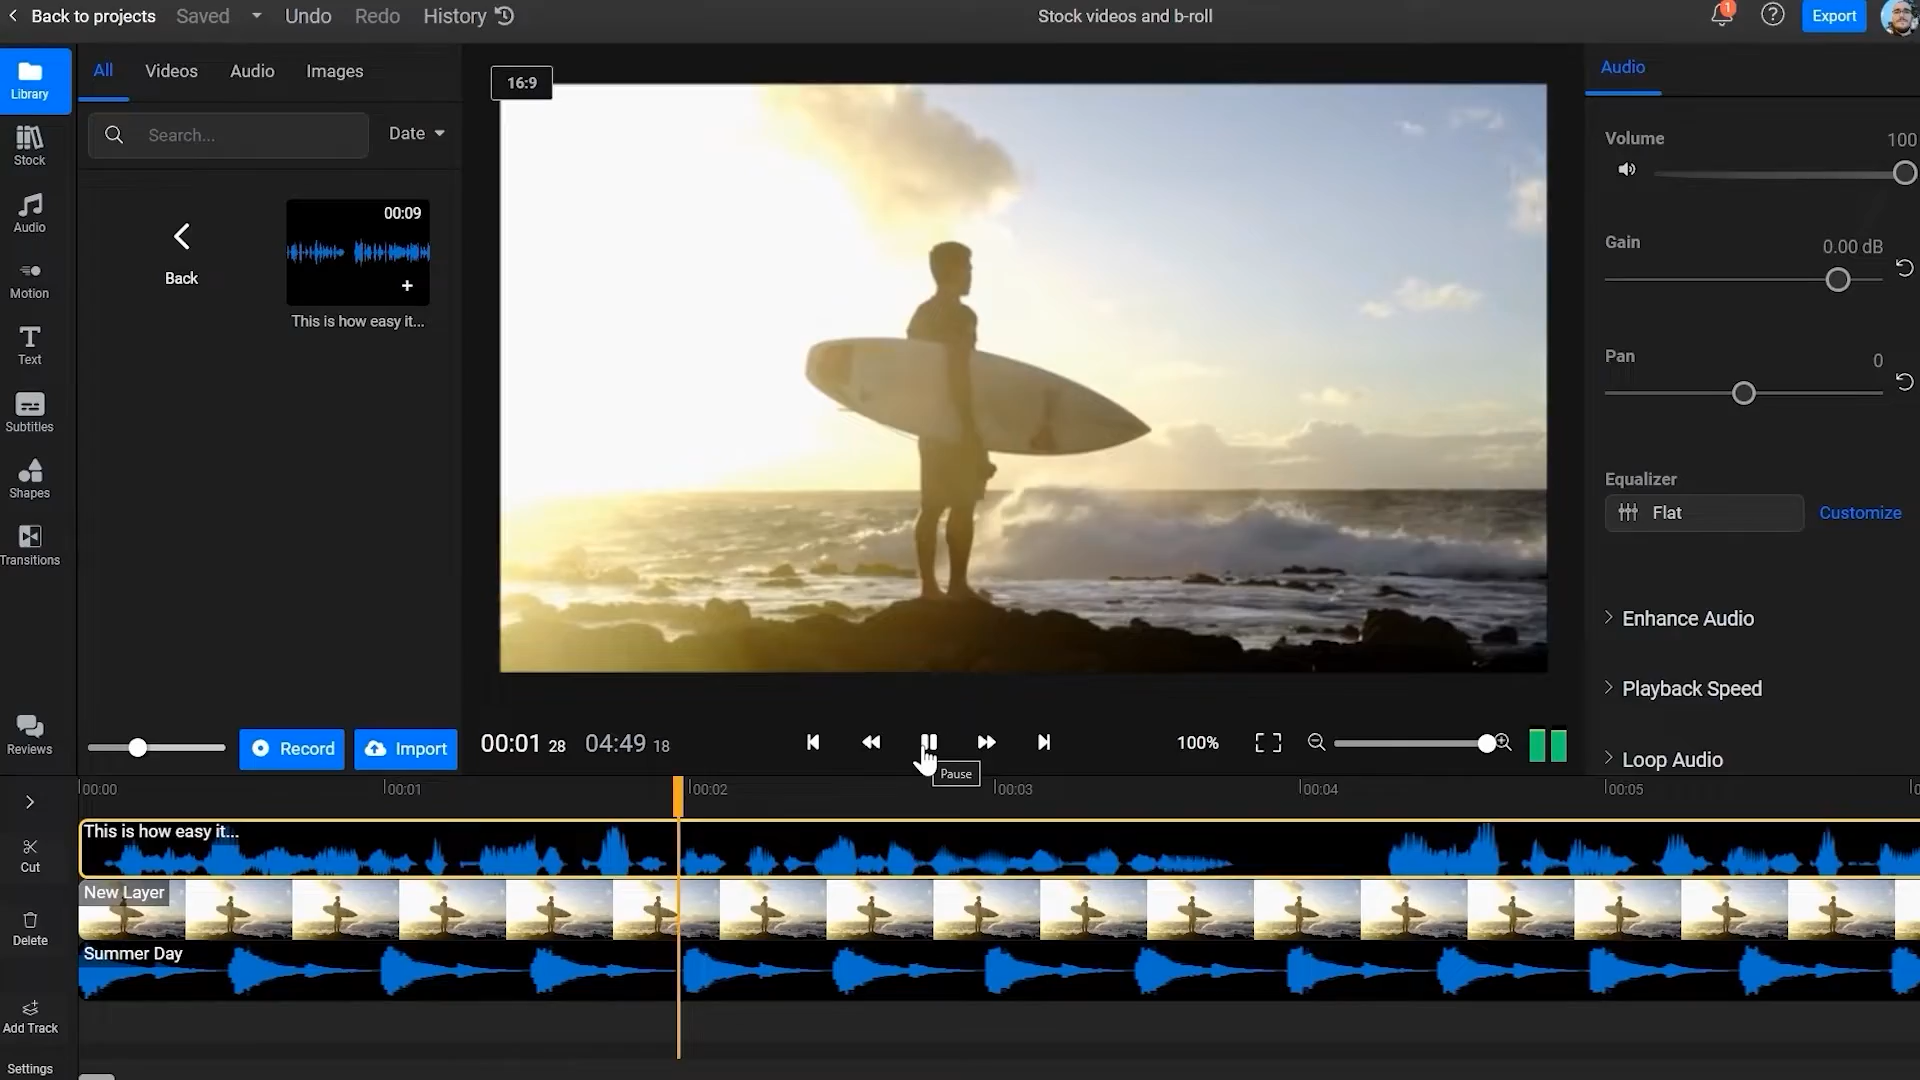 Back to projects Saved Undo Redo History
Stock videos and b-roll
1
Export
Library
Stock
Audio
Motion
Text
Subtitles
Shapes
Transitions
Reviews
All Videos Audio Images
Search... Date
Back
00:09
This is how easy it...
Record Import
16:9
00:01 28 04:49 18
100%
Pause
Audio
Volume 100
Gain 0.00 dB
Pan 0
Equalizer
Flat Customize
Enhance Audio
Playback Speed
Loop Audio
00:00 00:01 00:02 00:03 00:04 00:05
Cut
Delete
Add Track
Settings
This is how easy it...
New Layer
Summer Day